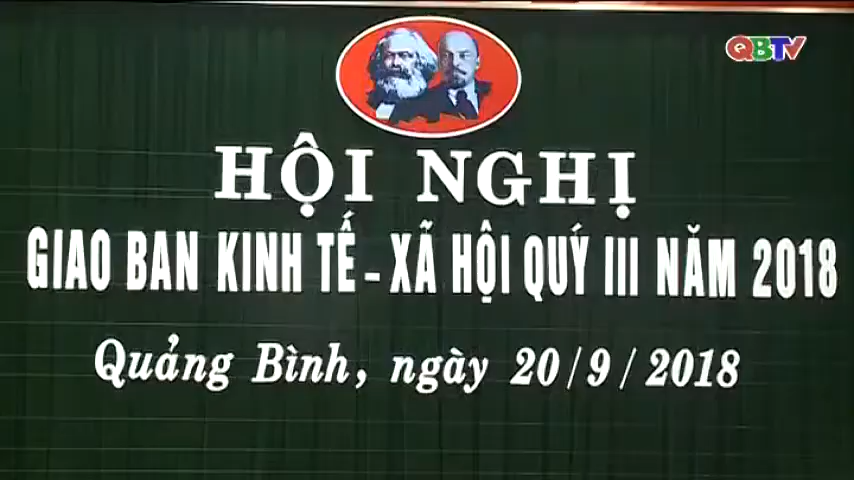 QBTV
HỘI NGHỊ
GIAO BAN KINH TẾ - XÃ HỘI QUÝ III NĂM 2018
Quảng Bình, ngày 20/9/2018